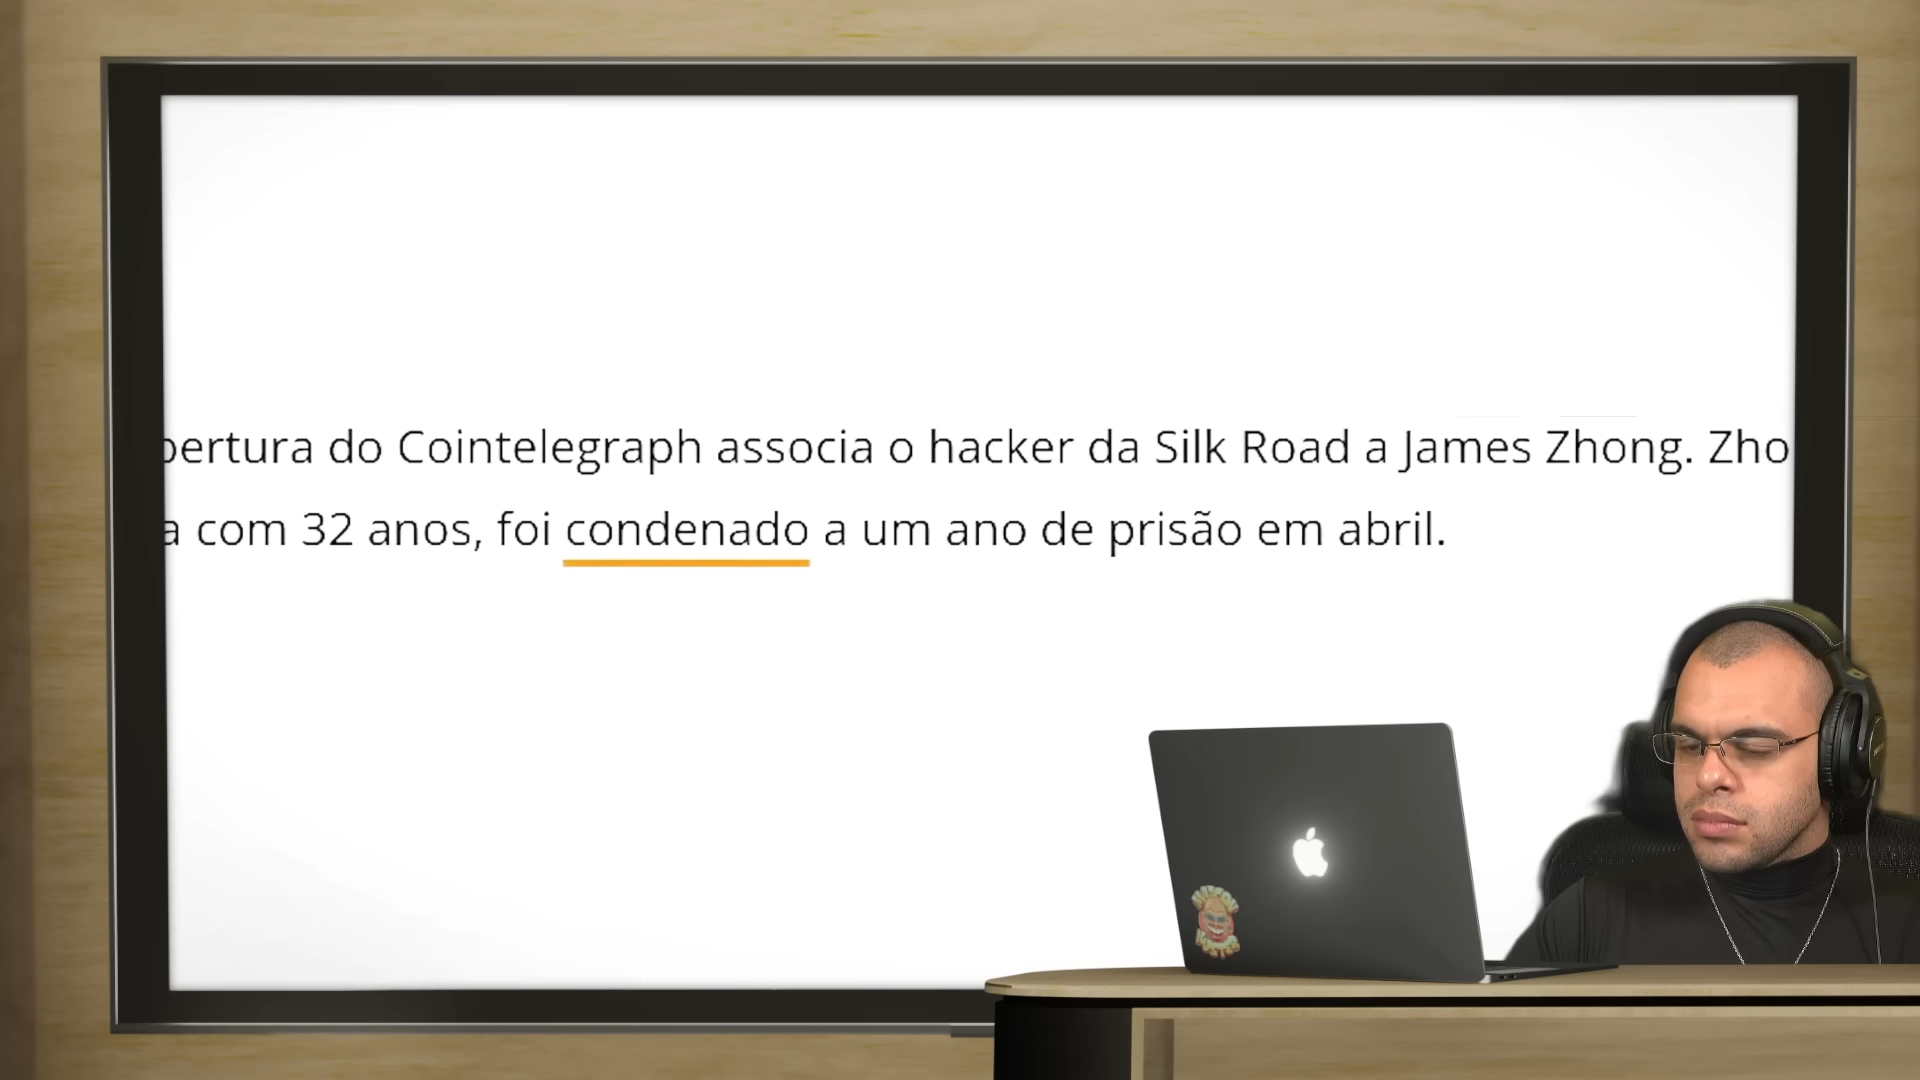 bertura do Cointelegraph associa o hacker da Silk Road a James Zhong. Zho
a com 32 anos, foi condenado a um ano de prisão em abril.